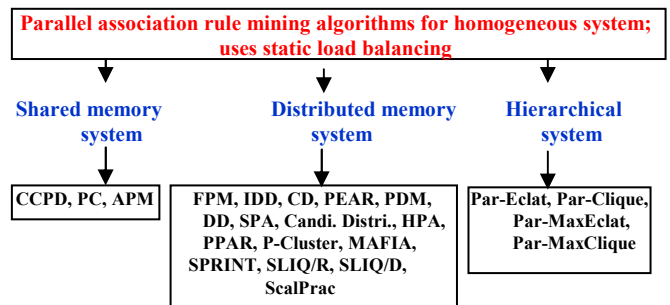 Parallel association rule mining algorithms for homogeneous system;
uses static load balancing
Shared memory
system
Distributed memory
system
Hierarchical
system
CCPD, PC, APM
FPM, IDD, CD, PEAR, PDM,
DD, SPA, Candi. Distri., HPA,
PPAR, P-Cluster, MAFIA,
SPRINT, SLIQ/R, SLIQ/D,
ScalPrac
Par-Eclat, Par-Clique,
Par-MaxEclat,
Par-MaxClique